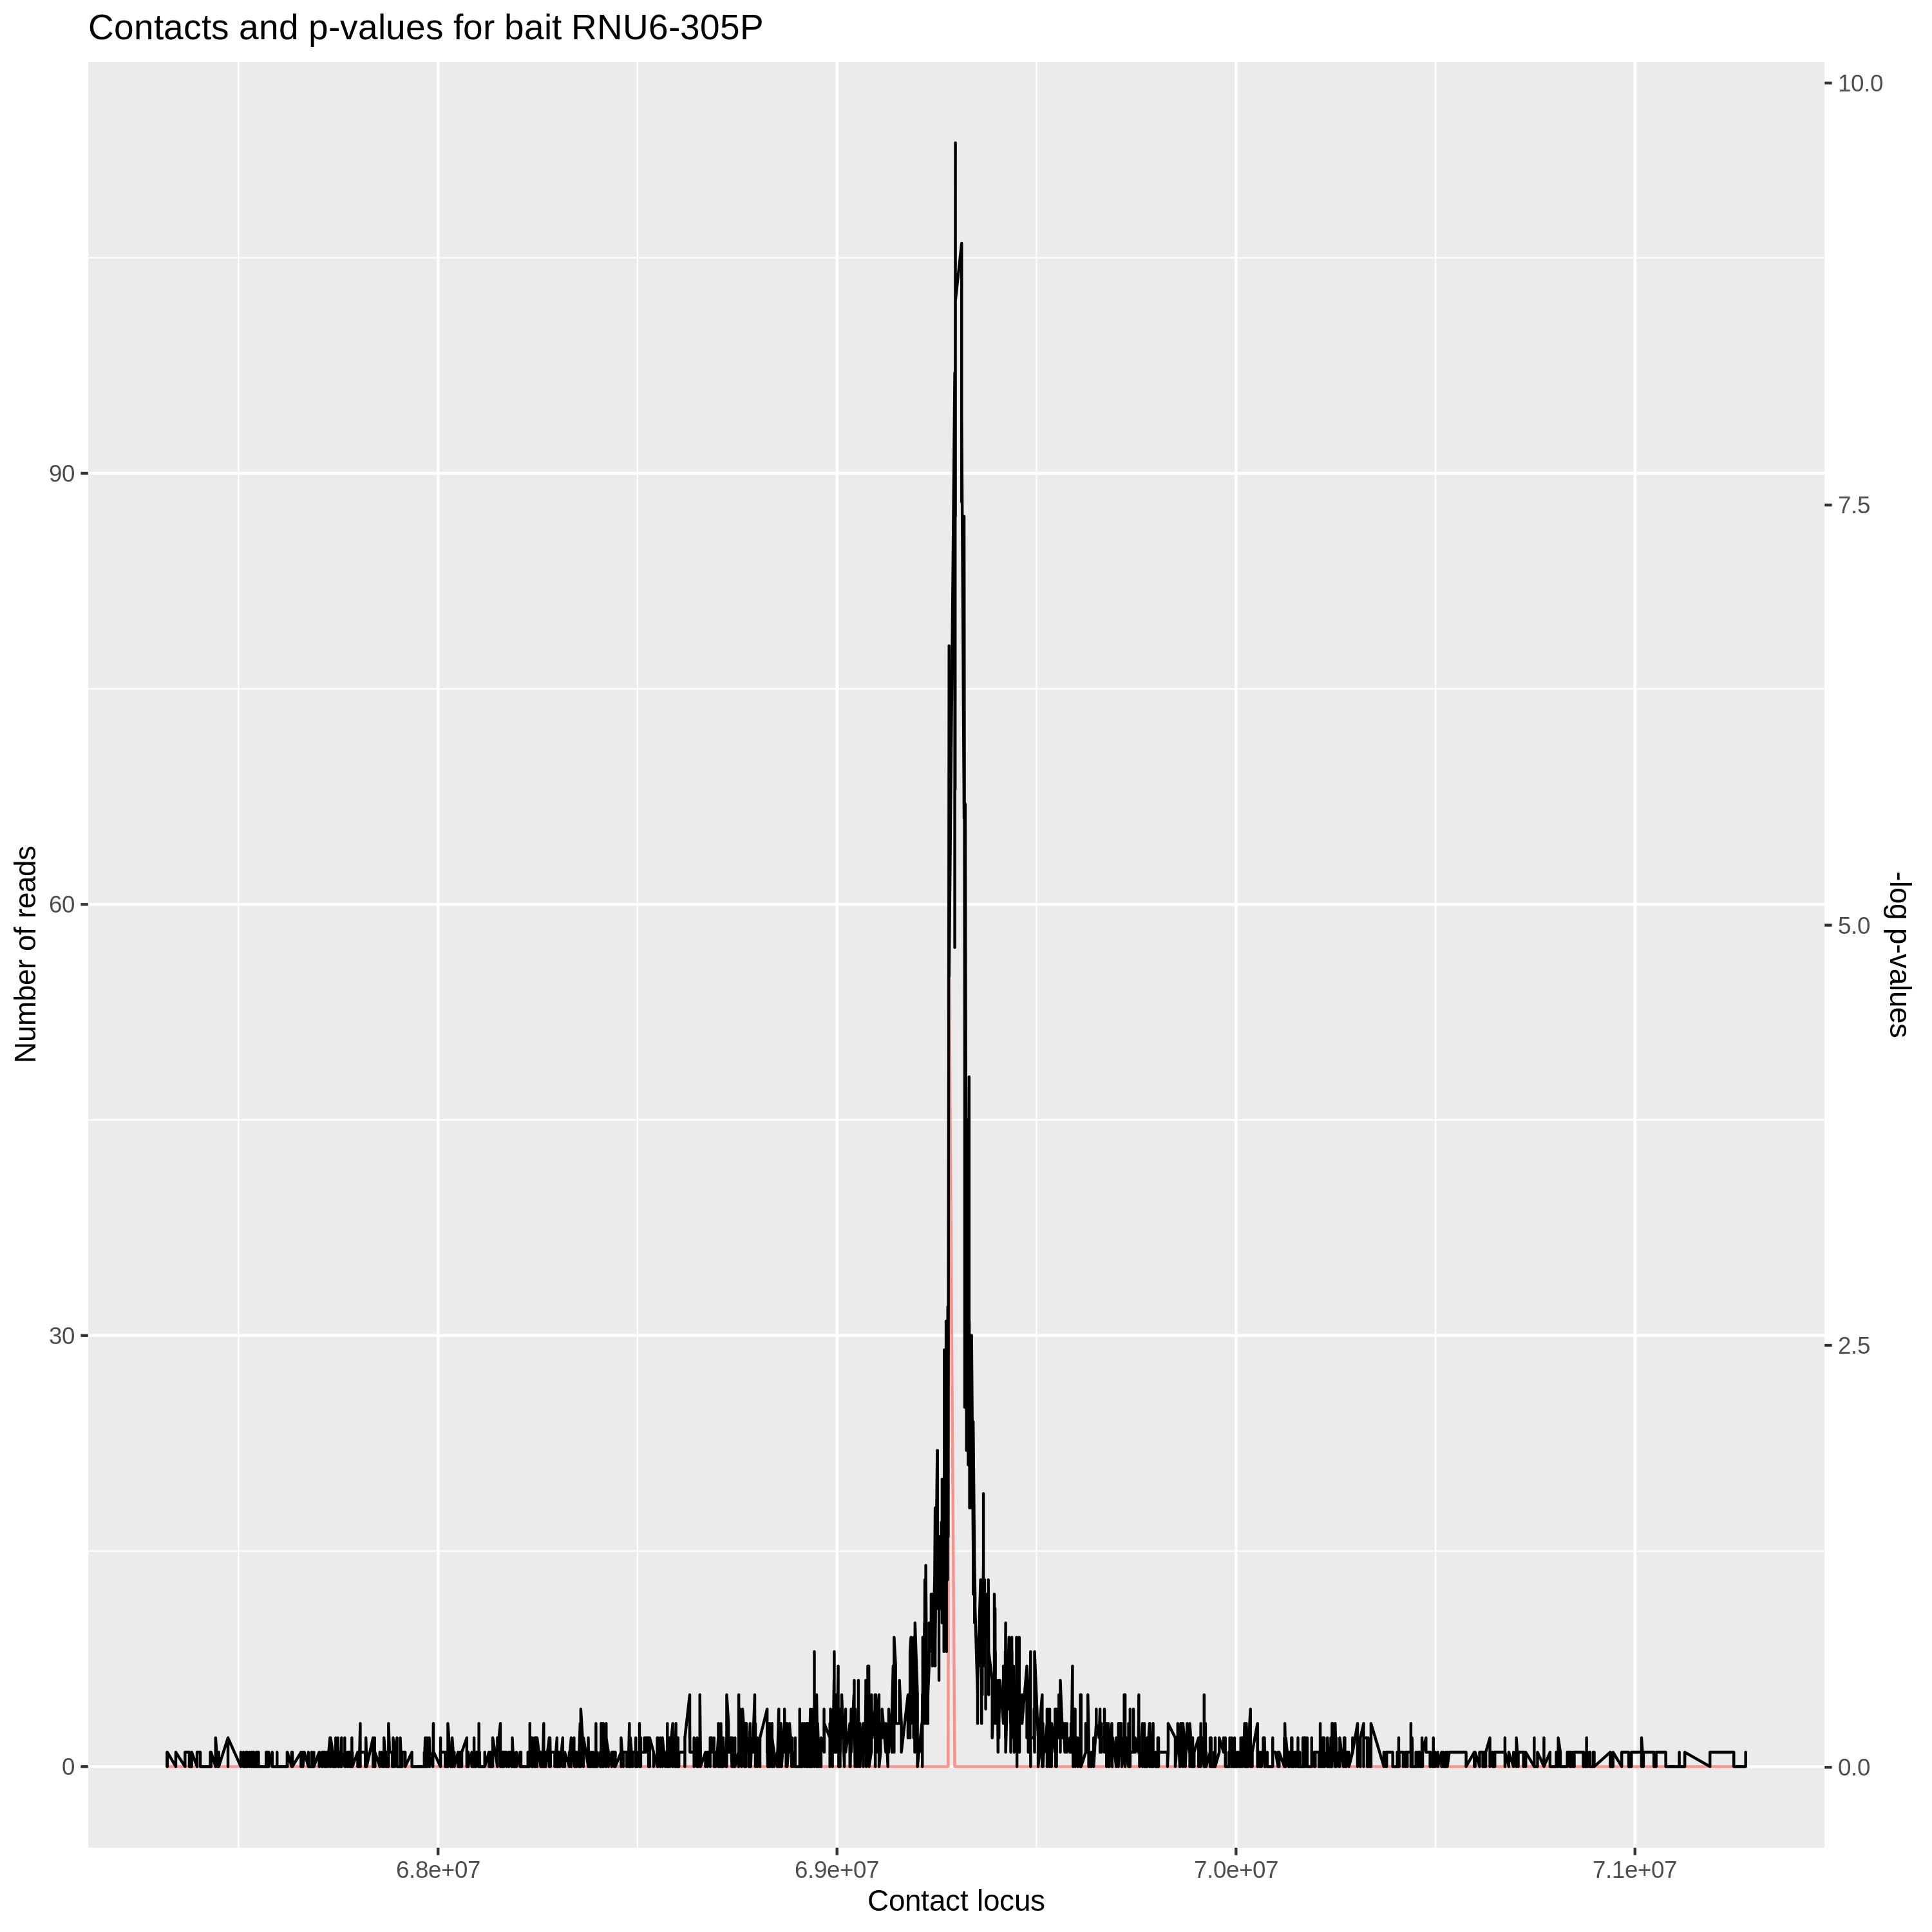 Contacts and p-values for bait RNU6-305P
10.0
90
7.5
60
5.0
30
2.5
0
0.0
Number of reads
-log p-values
6.8e+07
6.9e+07
7.0e+07
7.1e+07
Contact locus